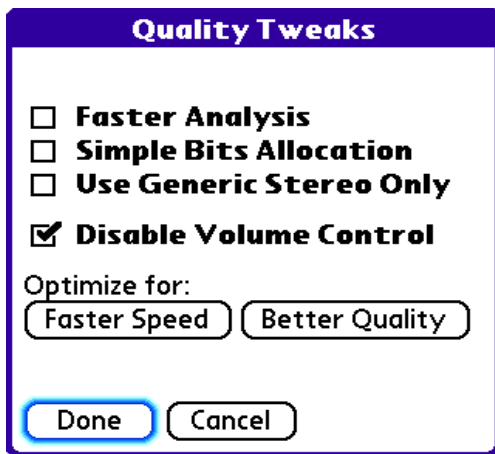 Quality Tweaks
Faster Analysis
Simple Bits Allocation
Use Generic Stereo Only
Disable Volume Control
Optimize for:
Faster Speed Better Quality
Done Cancel